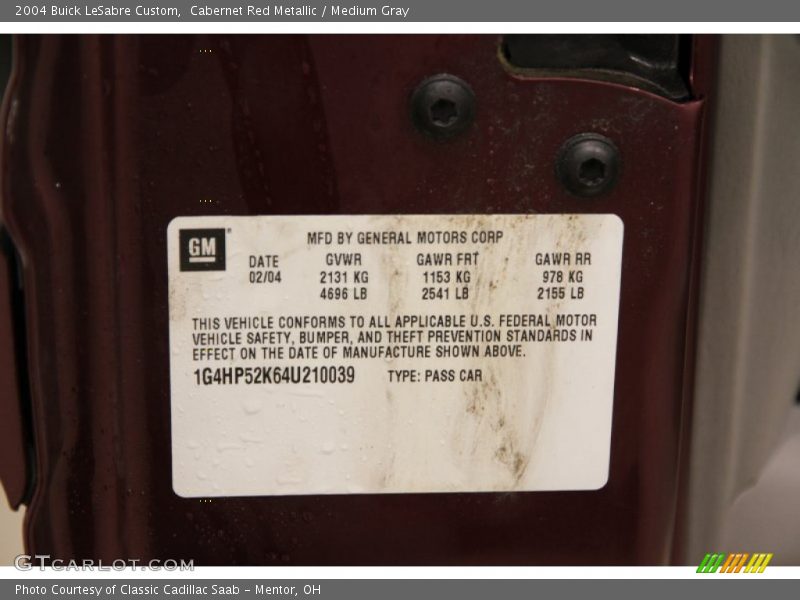 2004 Buick LeSabre Custom,  Cabernet Red Metallic / Medium Gray
GM
MFD BY GENERAL MOTORS CORP
DATE GVWR GAWR FRT GAWR RR
02/04 2131 KG 1153 KG 978 KG
4696 LB 2541 LB 2155 LB
THIS VEHICLE CONFORMS TO ALL APPLICABLE U.S. FEDERAL MOTOR
VEHICLE SAFETY, BUMPER, AND THEFT PREVENTION STANDARDS IN
EFFECT ON THE DATE OF MANUFACTURE SHOWN ABOVE.
1G4HP52K64U210039 TYPE: PASS CAR
GTCARLOT.COM
Photo Courtesy of Classic Cadillac Saab - Mentor, OH